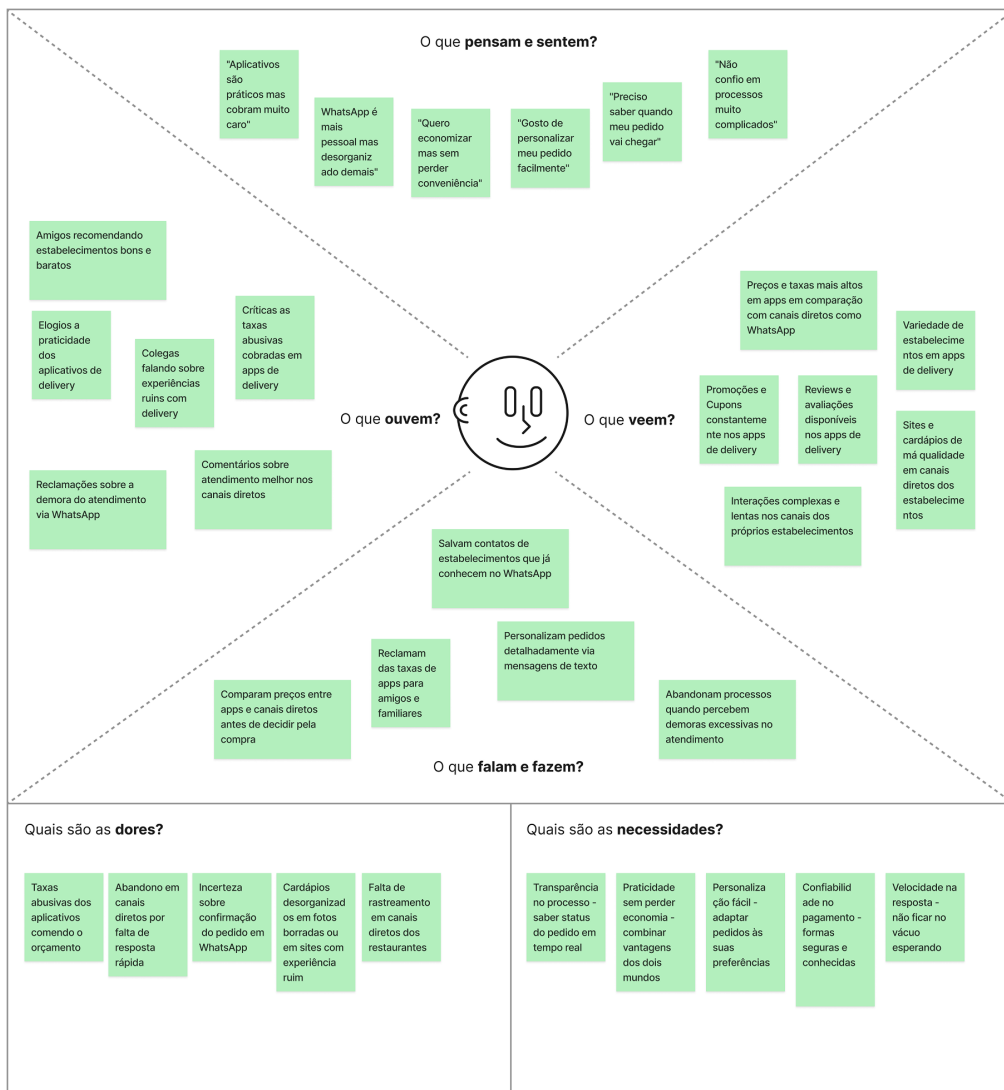 O que pensam e sentem?
"Aplicativos
são
práticos mas
cobram muito
caro"
WhatsApp é
mais
pessoal mas
desorganiz
ado demais"
"Quero
economizar
mas sem
perder
conveniência"
"Gosto de
personalizar
meu pedido
facilmente"
"Preciso
saber quando
meu pedido
vai chegar"
"Não
confio em
processos
muito
complicados"
Amigos recomendando
estabelecimentos bons e
baratos
Elogios a
praticidade
dos
aplicativos de
delivery
Colegas
falando sobre
experiências
ruins com
delivery
Críticas as
taxas
abusivas
cobradas em
apps de
delivery
O que ouvem?
Reclamações sobre a
demora do atendimento
via WhatsApp
Comentários sobre
atendimento melhor nos
canais diretos
O que veem?
Preços e taxas mais altos
em apps em comparação
com canais diretos como
WhatsApp
Variedade de
estabelecime
ntos em apps
de delivery
Promoções e
Cupons
constanteme
nte nos apps
de delivery
Reviews e
avaliações
disponíveis
nos apps de
delivery
Sites e
cardápios de
má qualidade
em canais
diretos dos
estabelecime
ntos
Interações complexas e
lentas nos canais dos
próprios estabelecimentos
Salvam contatos de
estabelecimentos que já
conhecem no WhatsApp
Personalizam pedidos
detalhadamente via
mensagens de texto
Reclamam
das taxas de
apps para
amigos e
familiares
Comparam preços entre
apps e canais diretos
antes de decidir pela
compra
Abandonam processos
quando percebem
demoras excessivas no
atendimento
O que falam e fazem?
Quais são as dores?
Taxas
abusivas dos
aplicativos
comendo o
orçamento
Abandono em
canais
diretos por
falta de
resposta
rápida
Incerteza
sobre
confirmação
do pedido em
WhatsApp
Cardápios
desorganizad
os em fotos
borradas ou
em sites com
experiência
ruim
Falta de
rastreamento
em canais
diretos dos
restaurantes
Quais são as necessidades?
Transparência
no processo -
saber status
do pedido em
tempo real
Praticidade
sem perder
economia -
combinar
vantagens
dos dois
mundos
Personaliza
ção fácil -
adaptar
pedidos às
suas
preferências
Confiabilid
ade no
pagamento -
formas
seguras e
conhecidas
Velocidade na
resposta -
não ficar no
vácuo
esperando